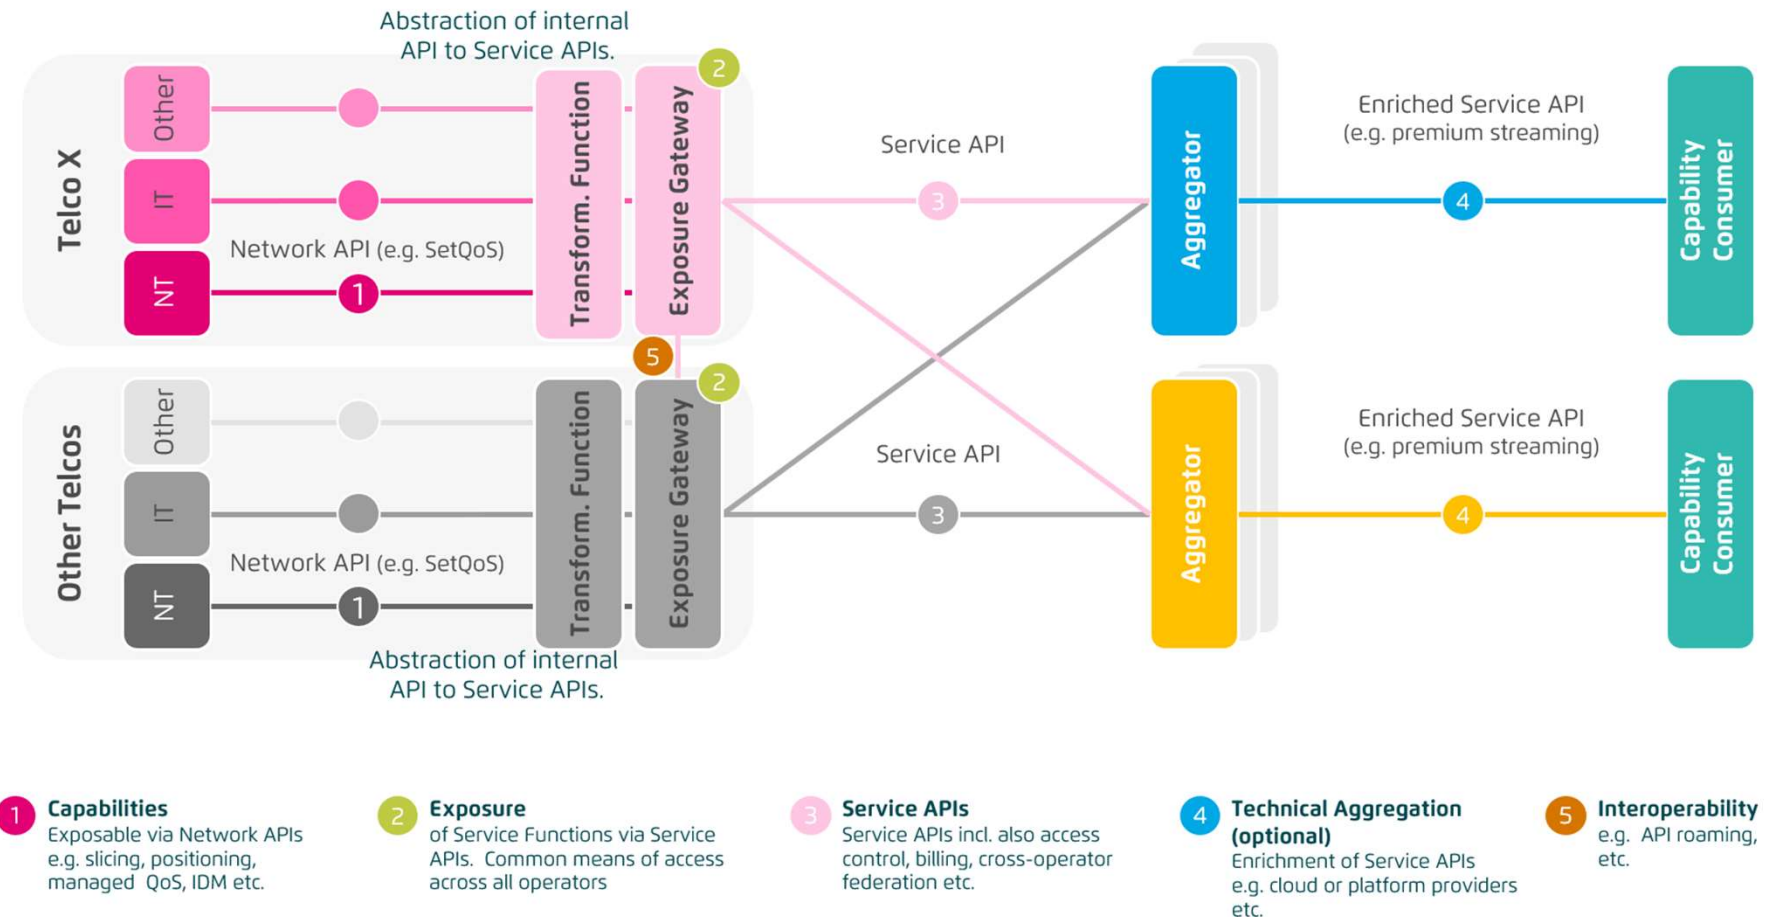 Abstraction of internal
API to Service APIs.
2
Telco X
Other
IT
NT
Network API (e.g. SetQoS)
1
Transform. Function
Exposure Gateway
Service API
3
Aggregator
Enriched Service API
(e.g. premium streaming)
4
Capability
Consumer
5
2
Other Telcos
Other
IT
NT
Network API (e.g. SetQoS)
1
Transform. Function
Exposure Gateway
Service API
3
Aggregator
Enriched Service API
(e.g. premium streaming)
4
Capability
Consumer
Abstraction of internal
API to Service APIs.
1
Capabilities
Exposable via Network APIs
e.g. slicing, positioning,
managed QoS, IDM etc.
2
Exposure
of Service Functions via Service
APIs. Common means of access
across all operators
3
Service APIs
Service APIs incl. also access
control, billing, cross-operator
federation etc.
4
Technical Aggregation
(optional)
Enrichment of Service APIs
e.g. cloud or platform providers
etc.
5
Interoperability
e.g. API roaming,
etc.